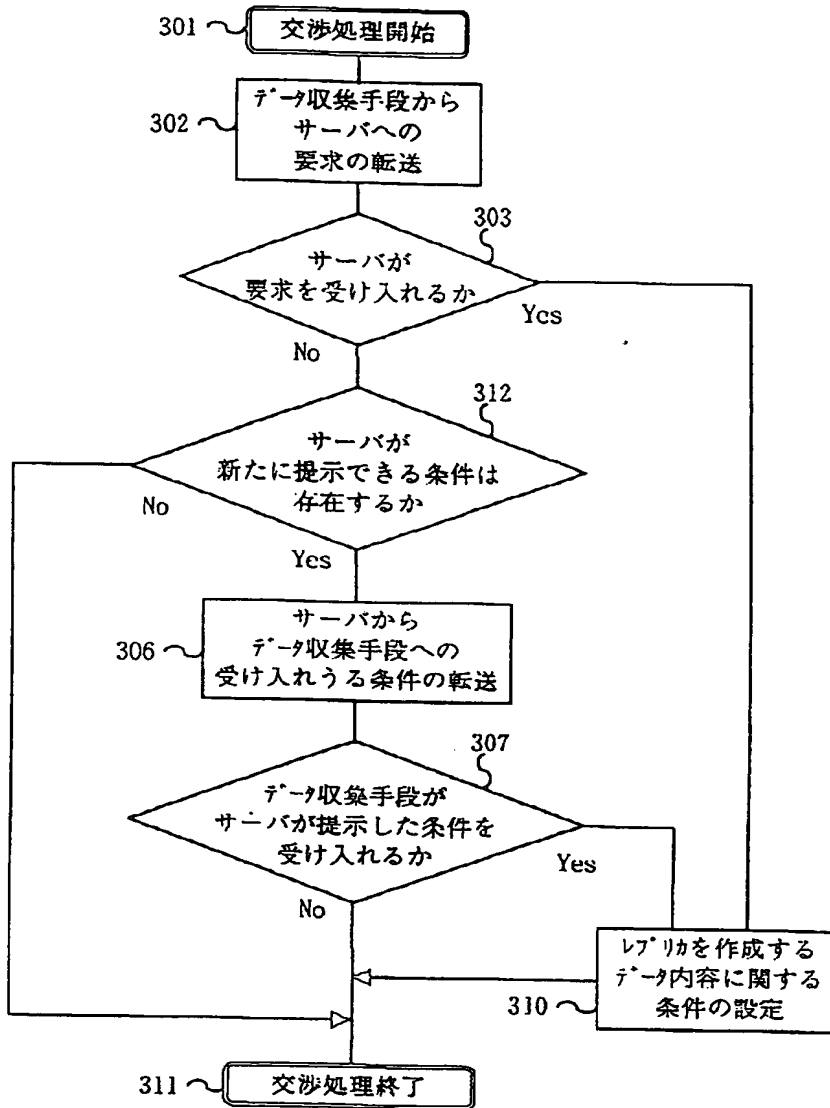 301
交渉処理開始
302
データ収集手段から
サーバへの
要求の転送
303
サーバが
要求を受け入れるか
Yes
No
312
サーバが
新たに提示できる条件は
存在するか
No
Yes
306
サーバから
データ収集手段への
受け入れうる条件の転送
307
データ収集手段が
サーバが提示した条件を
受け入れるか
Yes
No
レプリカを作成する
データ内容に関する
条件の設定
310
311
交渉処理終了